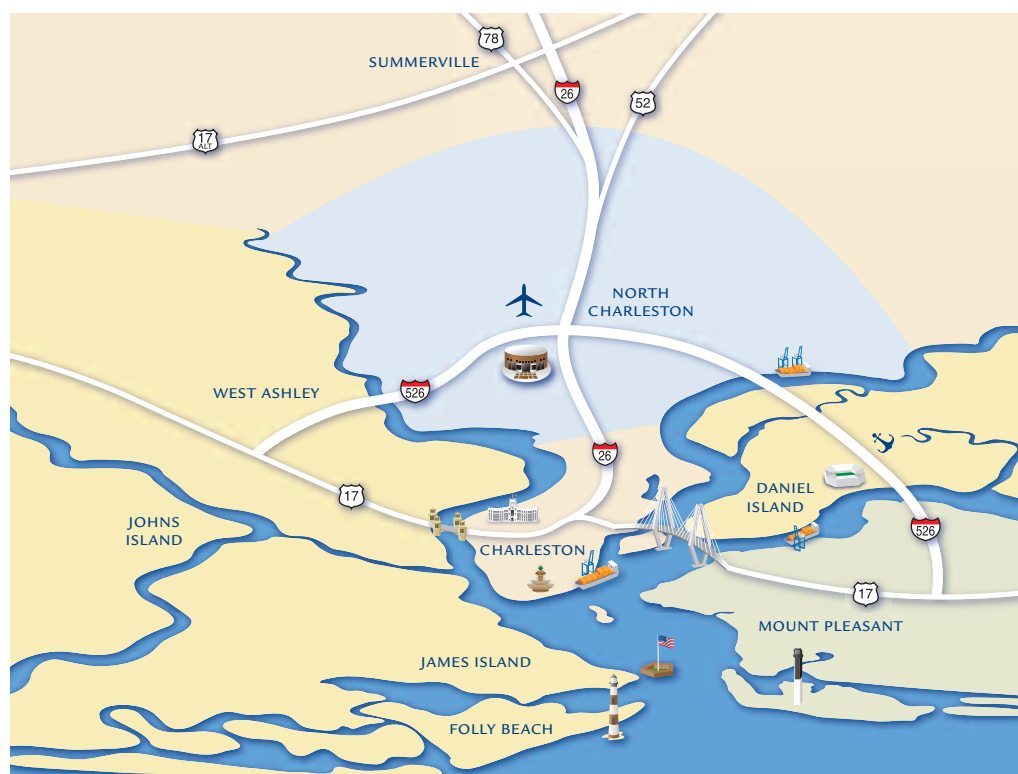 78
SUMMERVILLE
26
52
17
ALT
NORTH
CHARLESTON
WEST ASHLEY
526
26
17
DANIEL
ISLAND
JOHNS
ISLAND
526
CHARLESTON
17
MOUNT PLEASANT
JAMES ISLAND
FOLLY BEACH